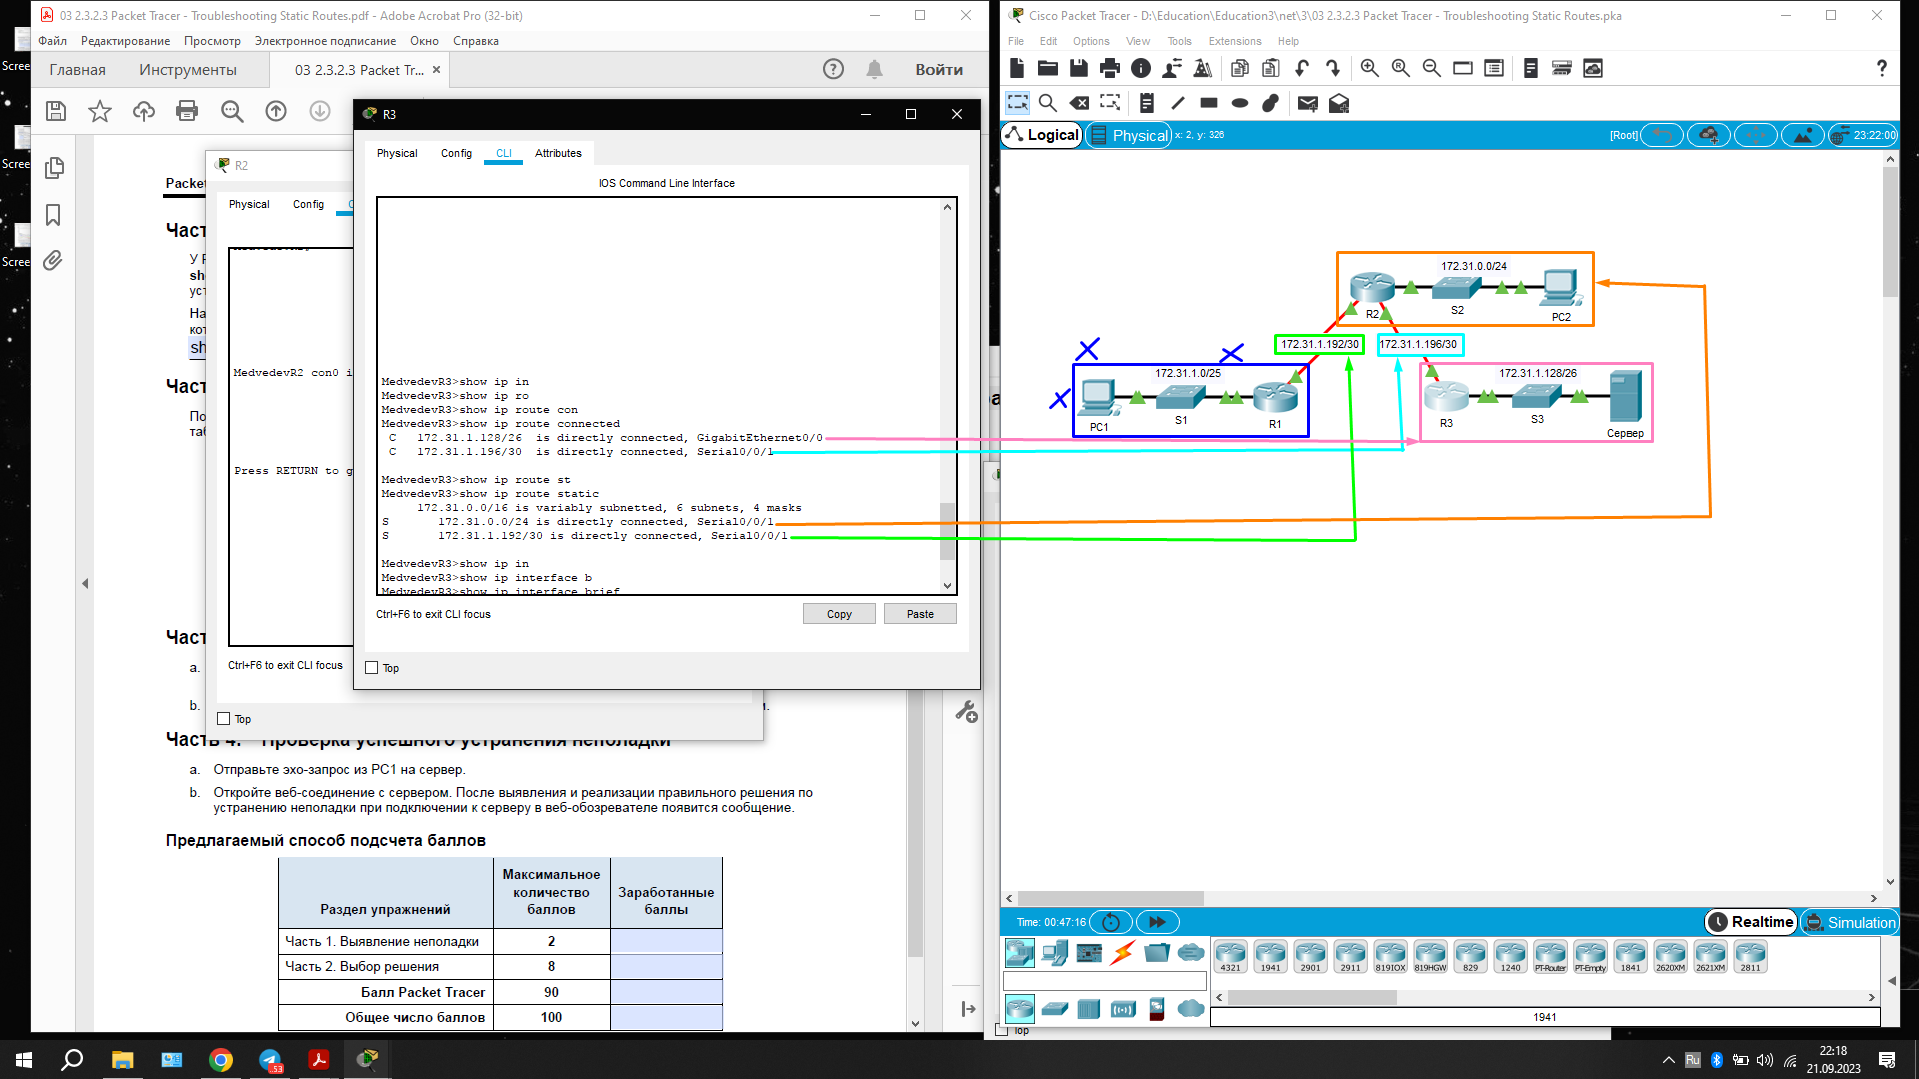 Scree
Scree
Scree
03 2.3.2.3 Packet Tracer - Troubleshooting Static Routes.pdf - Adobe Acrobat Pro (32-bit)
Файл Редактирование Просмотр Электронное подписание Окно Справка
Главная Инструменты 03 2.3.2.3 Packet Tr... ×
Войти
Packet
Част
У Р
sh
уст
На
кот
sh
Част
По
таб
Част
a.
b.
Часть 4. Проверка успешного устранения неполадки
a. Отправьте эхо-запрос из PC1 на сервер.
b. Откройте веб-соединение с сервером. После выявления и реализации правильного решения по
устранению неполадки при подключении к серверу в веб-обозревателе появится сообщение.
Предлагаемый способ подсчета баллов
Раздел упражнений Максимальное количество баллов Заработанные баллы
Часть 1. Выявление неполадки 2
Часть 2. Выбор решения 8
Балл Packet Tracer 90
Общее число баллов 100
R2
Physical Config
MedvedevR2 con0 i
Press RETURN to g
Ctrl+F6 to exit CLI focus
Top
R3
Physical Config CLI Attributes
IOS Command Line Interface
MedvedevR3>show ip in
MedvedevR3>show ip ro
MedvedevR3>show ip route con
MedvedevR3>show ip route connected
C 172.31.1.128/26 is directly connected, GigabitEthernet0/0
C 172.31.1.196/30 is directly connected, Serial0/0/1
MedvedevR3>show ip route st
MedvedevR3>show ip route static
172.31.0.0/16 is variably subnetted, 6 subnets, 4 masks
S 172.31.0.0/24 is directly connected, Serial0/0/1
S 172.31.1.192/30 is directly connected, Serial0/0/1
MedvedevR3>show ip in
MedvedevR3>show ip interface b
MedvedevR3>show ip interface brief
Ctrl+F6 to exit CLI focus
Copy Paste
Top
Cisco Packet Tracer - D:\Education\Education3\net\3\03 2.3.2.3 Packet Tracer - Troubleshooting Static Routes.pka
File Edit Options View Tools Extensions Help
Logical Physical x: 2, y: 326
[Root] 23:22:00
172.31.0.0/24
R2 S2 PC2
172.31.1.192/30 172.31.1.196/30
172.31.1.0/25
PC1 S1 R1
172.31.1.128/26
R3 S3 Сервер
Time: 00:47:16
Realtime Simulation
4321 1941 2901 2911 819IOX 819HGW 829 1240 PT-Router PT-Empty 1841 2620XM 2621XM 2811
1941
Top
.53
Ru
22:18
21.09.2023